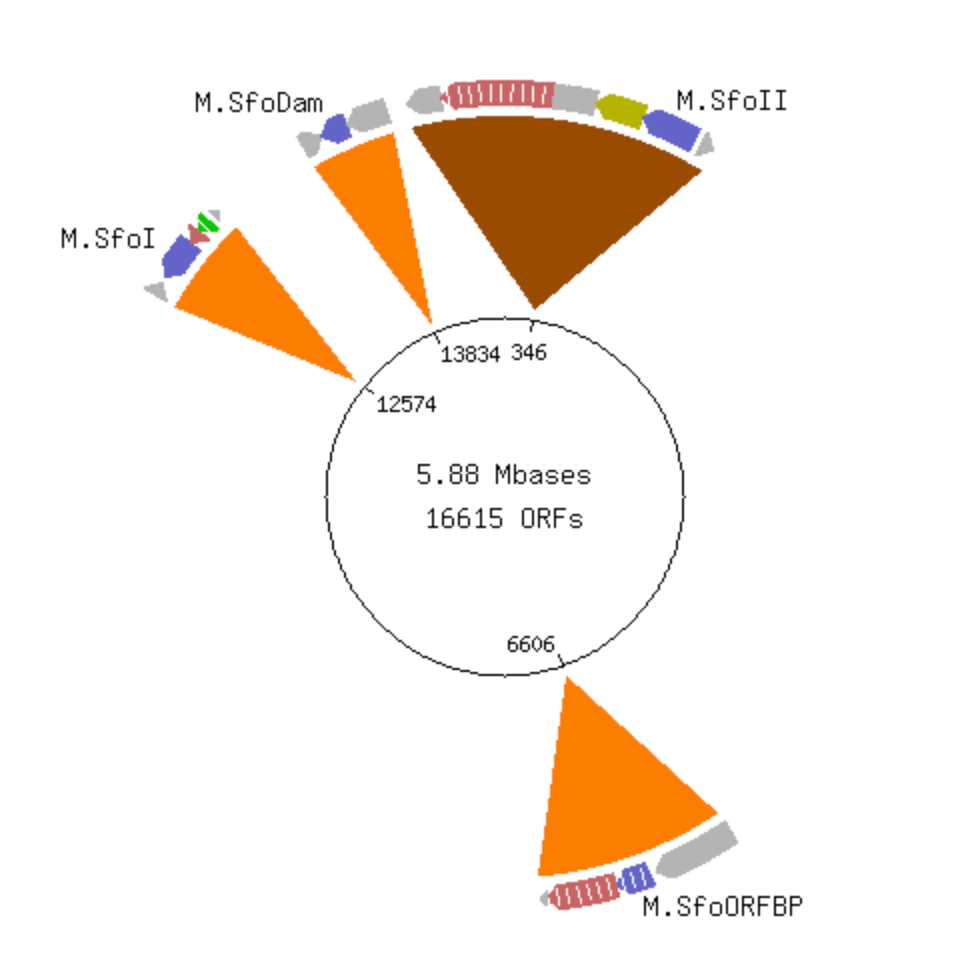 M.SfoDam
M.SfoII
M.SfoI
13834
346
12574
5.88 Mbases
16615 ORFs
6606
M.SfoORFBP